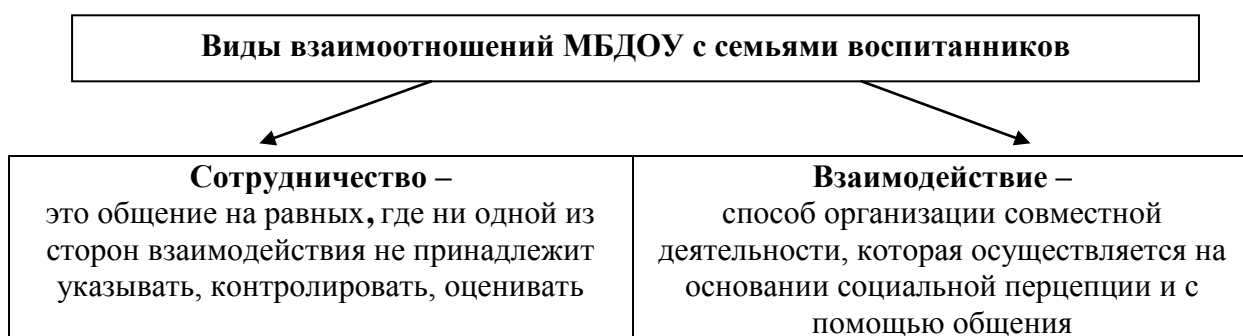 Виды взаимоотношений МБДОУ с семьями воспитанников
Сотрудничество –
это общение на равных, где ни одной из
сторон взаимодействия не принадлежит
указывать, контролировать, оценивать
Взаимодействие –
способ организации совместной
деятельности, которая осуществляется на
основании социальной перцепции и с
помощью общения